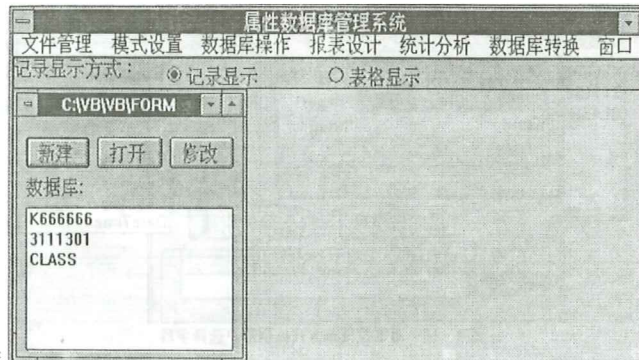 属性数据库管理系统
文件管理 模式设置 数据库操作 报表设计 统计分析 数据库转换 窗口
记录显示方式: 记录显示 表格显示
C:\VB\VB\FORM
新建 打开 修改
数据库:
K666666
3111301
CLASS